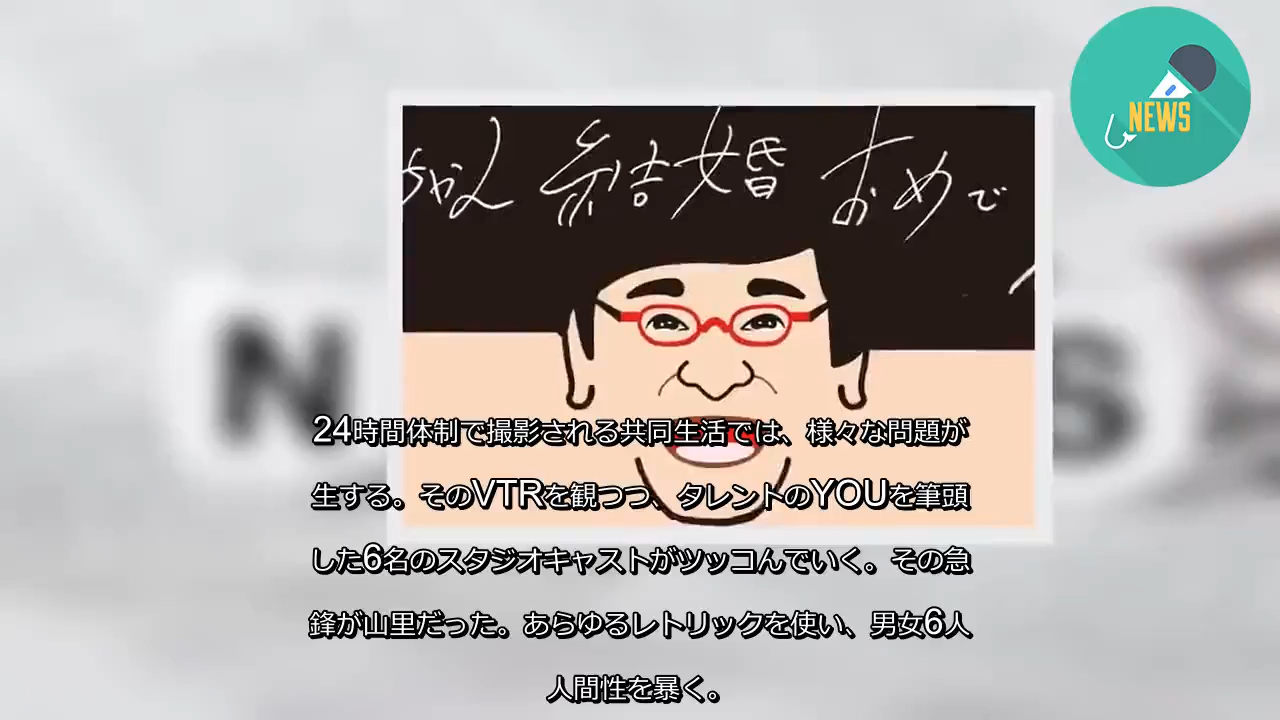 NEWS
ちゃん 結婚 おめで
N
S
24時間体制で撮影される共同生活では、様々な問題が
生する。そのVTRを観つつ、タレントのYOUを筆頭
した6名のスタジオキャストがツッコんでいく。その急
鋒が山里だった。あらゆるレトリックを使い、男女6人
人間性を暴く。